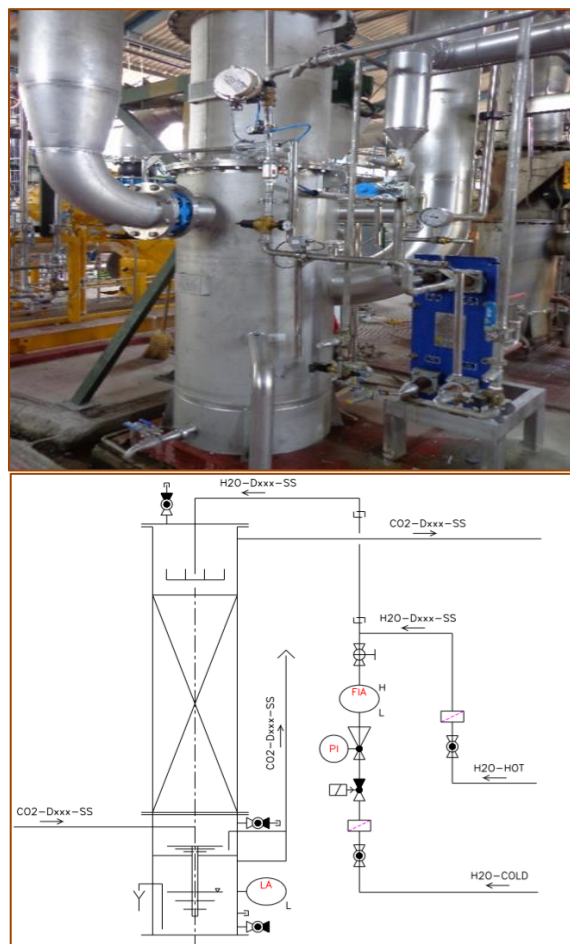 H2O-Dxxx-SS
CO2-Dxxx-SS
H2O-Dxxx-SS
FIA
H
L
PI
CO2-Dxxx-SS
H2O-HOT
CO2-Dxxx-SS
LA
L
H2O-COLD